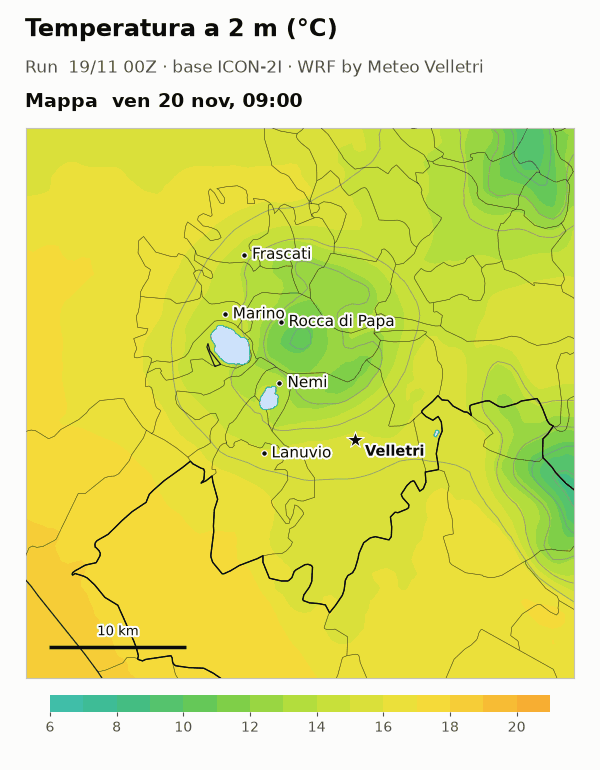 Temperatura a 2 m (°C)
Run  19/11 00Z · base ICON-2I · WRF by Meteo Velletri
Mappa  ven 20 nov, 09:00
Frascati
Marino
Rocca di Papa
Nemi
Velletri
Lanuvio
10 km
6 8 10 12 14 16 18 20